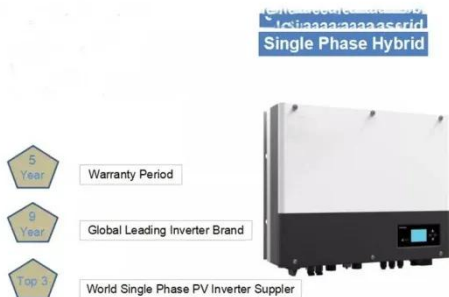 Single Phase Hybrid
5
Year
Warranty Period
9
Year
Global Leading Inverter Brand
Top 3
World Single Phase PV Inverter Suppler